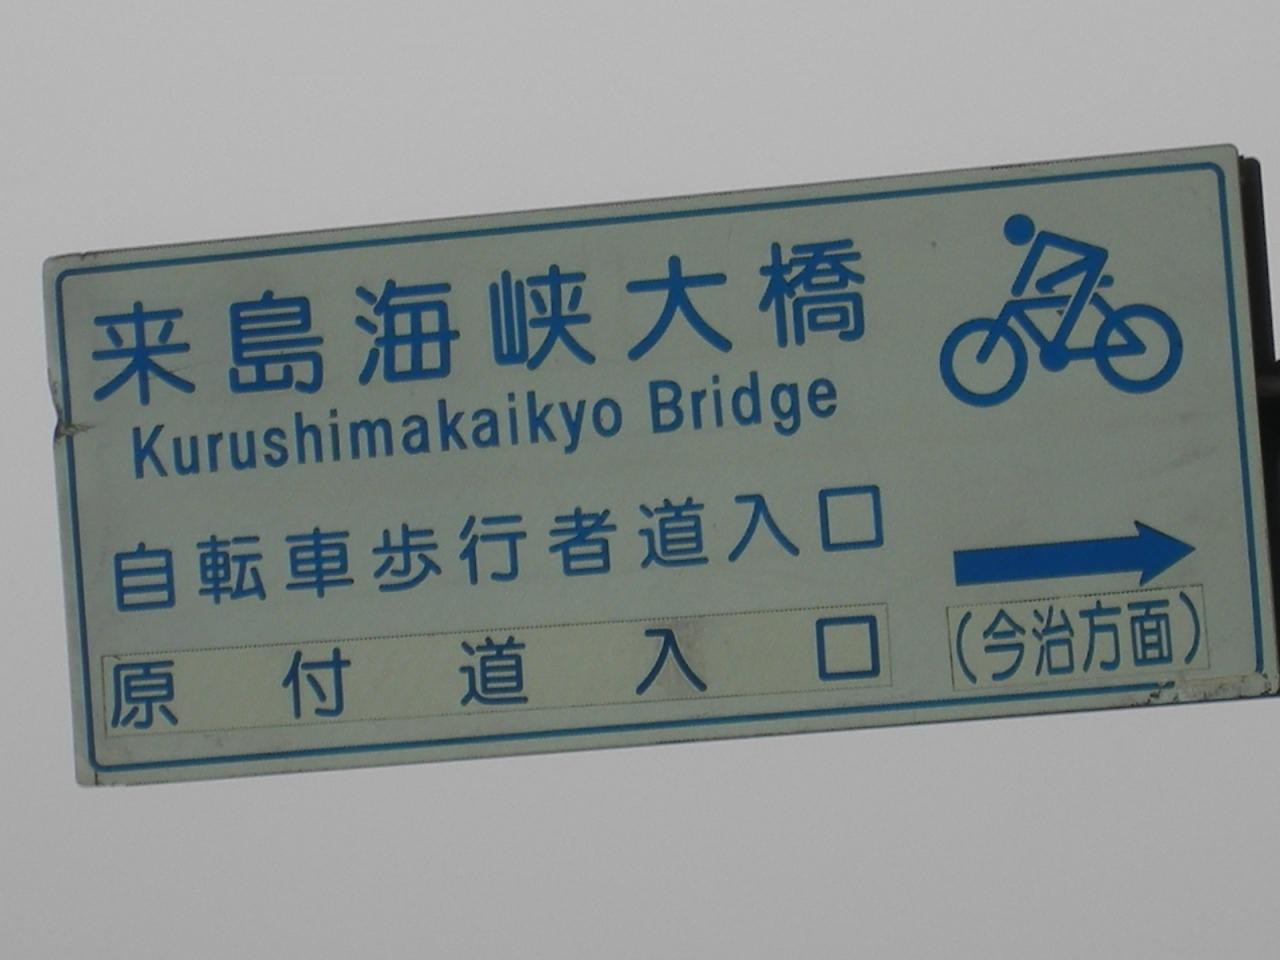 来島海峡大橋
Kurushimakaikyo Bridge
自転車歩行者道入口
原付道入口
(今治方面)